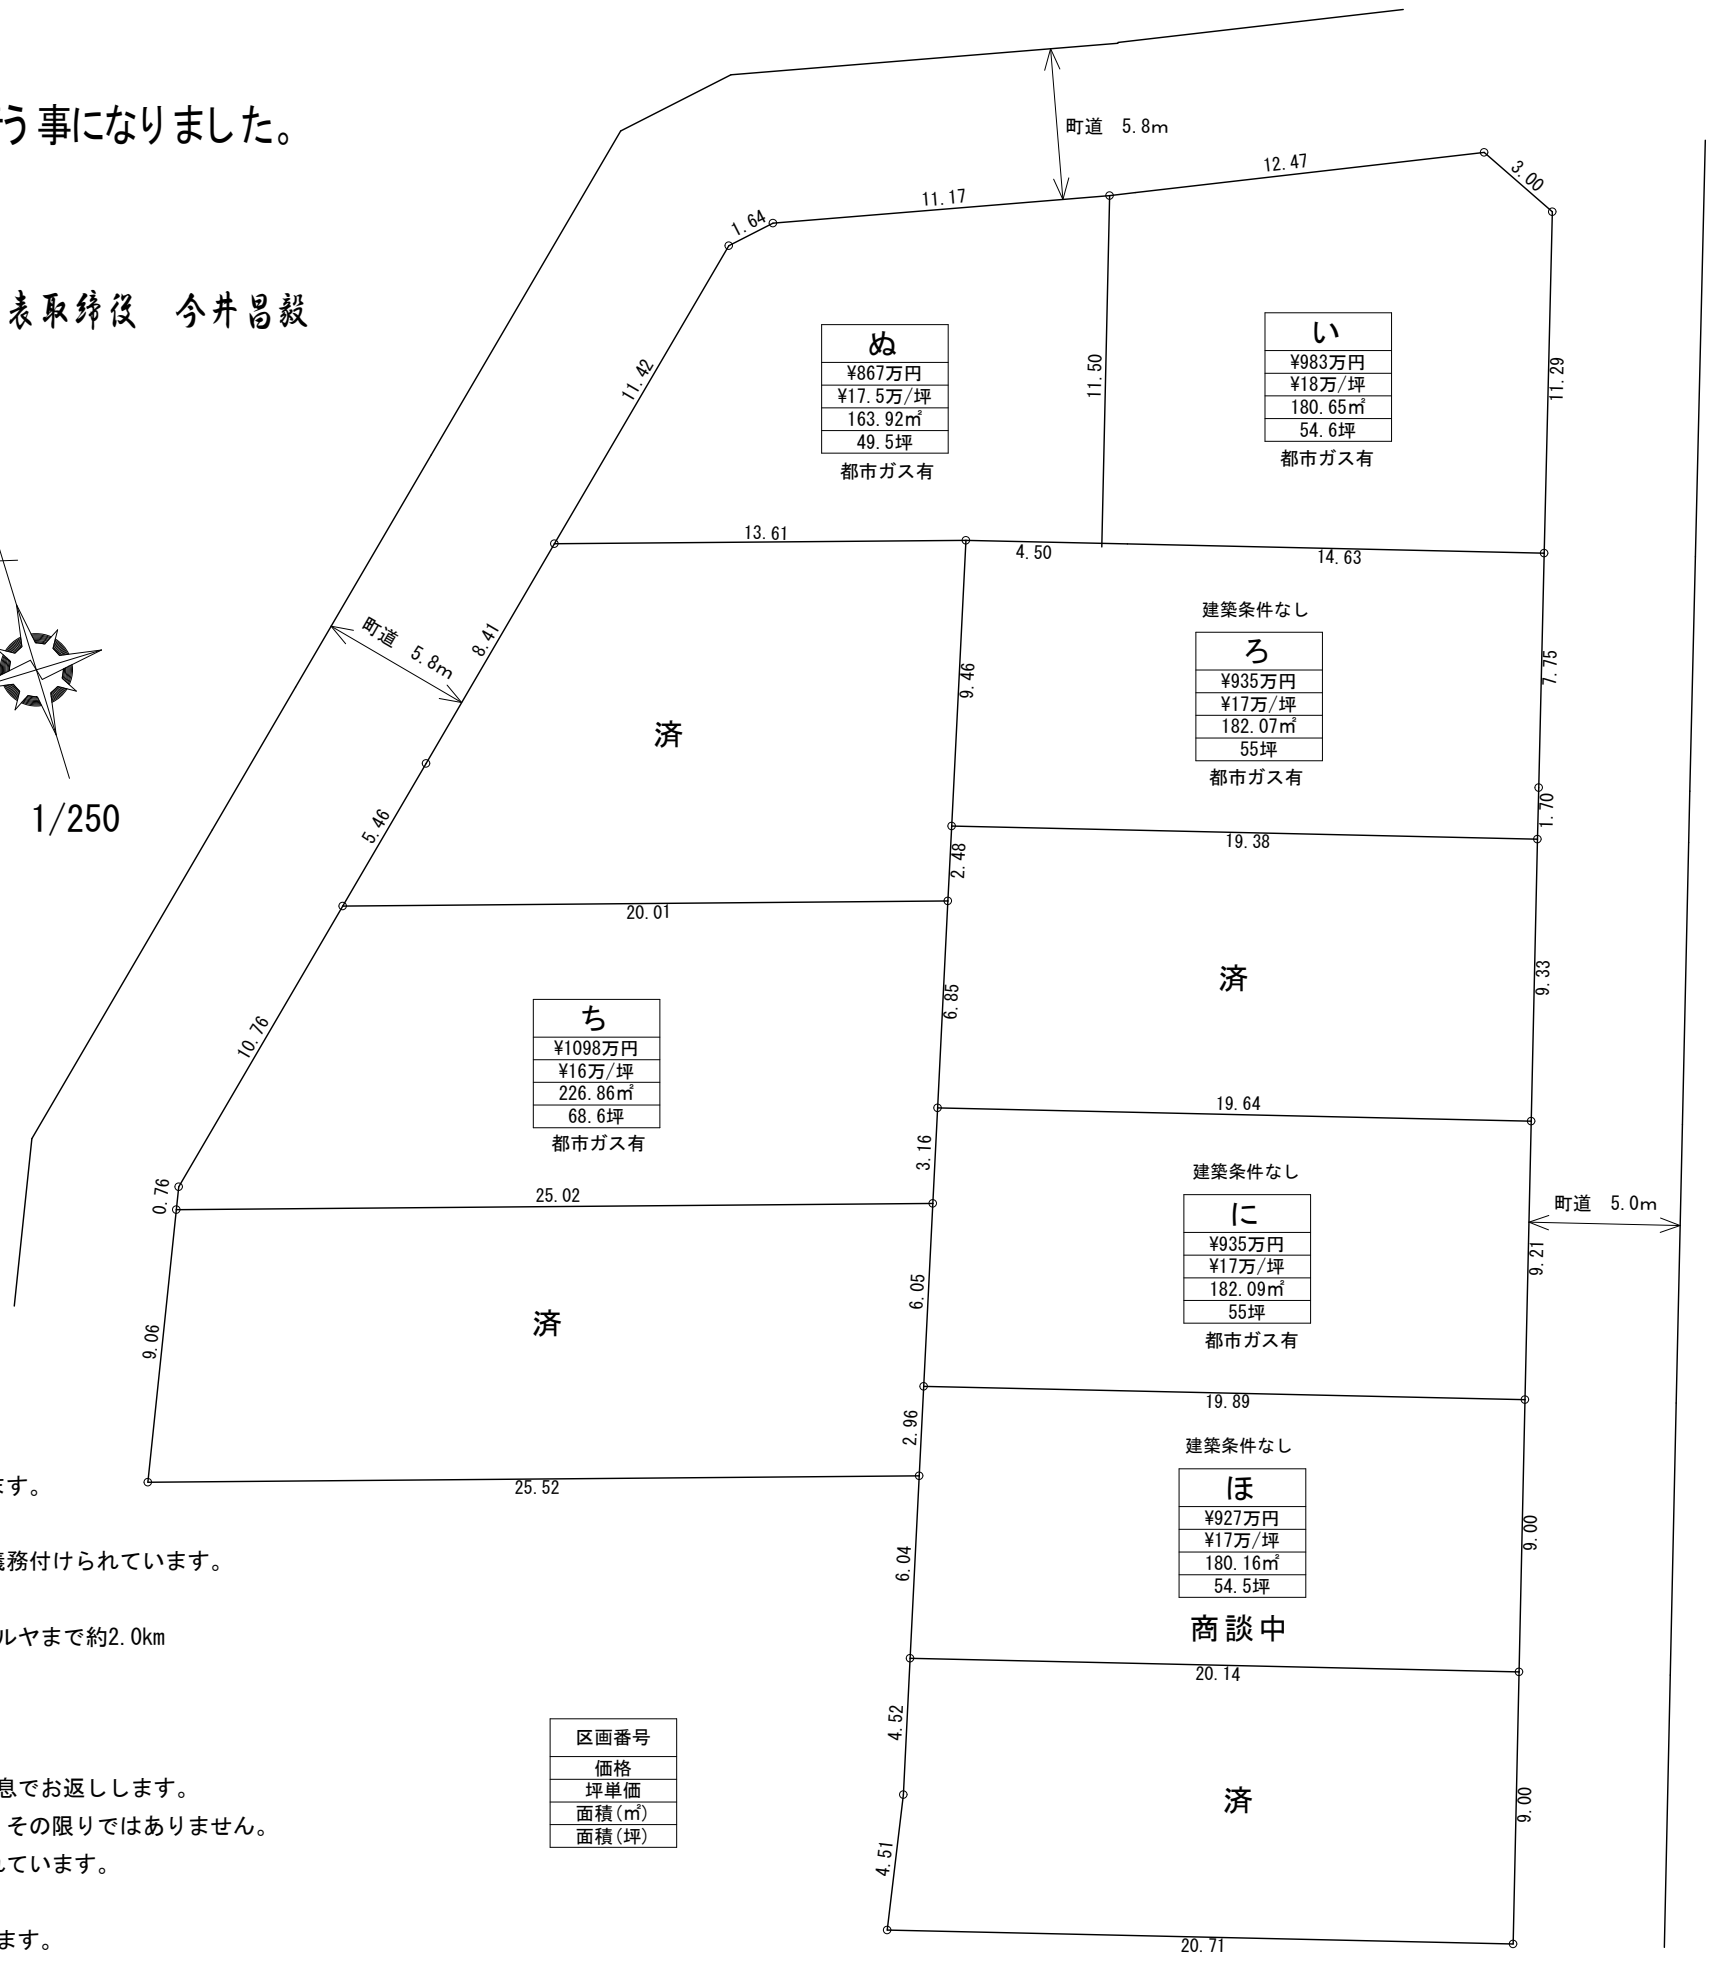 う事になりました。
表取締役　今井昌毅
1/250
町道　5.8m
12.47
3.00
11.17
1.64
11.42
11.50
11.29
ぬ
¥867万円
¥17.5万/坪
163.92㎡
49.5坪
都市ガス有
い
¥983万円
¥18万/坪
180.65㎡
54.6坪
都市ガス有
13.61
4.50
14.63
町道　5.8m
8.41
5.46
済
9.46
建築条件なし
ろ
¥935万円
¥17万/坪
182.07㎡
55坪
都市ガス有
7.75
1.70
19.38
2.48
20.01
10.76
ち
¥1098万円
¥16万/坪
226.86㎡
68.6坪
都市ガス有
6.85
済
9.33
19.64
3.16
0.76
25.02
建築条件なし
に
¥935万円
¥17万/坪
182.09㎡
55坪
都市ガス有
町道　5.0m
9.21
6.05
済
9.06
19.89
2.96
25.52
建築条件なし
ほ
¥927万円
¥17万/坪
180.16㎡
54.5坪
商談中
9.00
6.04
20.14
4.52
済
9.00
4.51
20.71
区画番号
価格
坪単価
面積(㎡)
面積(坪)
ます。
義務付けられています。
ルヤまで約2.0km
息でお返しします。
その限りではありません。
れています。
ます。